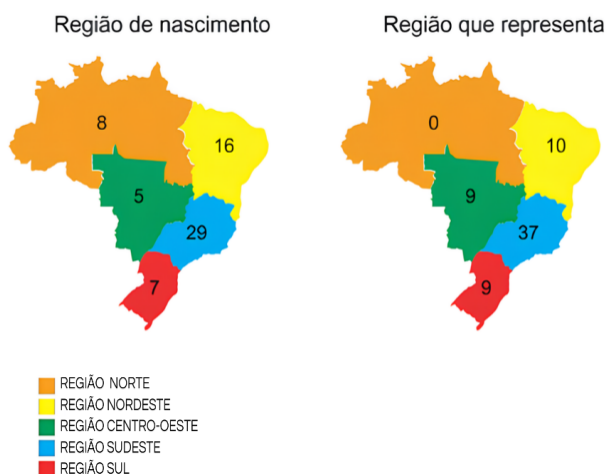 Região de nascimento
Região que representa
8
16
5
29
7
0
10
9
37
9
REGIÃO NORTE
REGIÃO NORDESTE
REGIÃO CENTRO-OESTE
REGIÃO SUDESTE
REGIÃO SUL